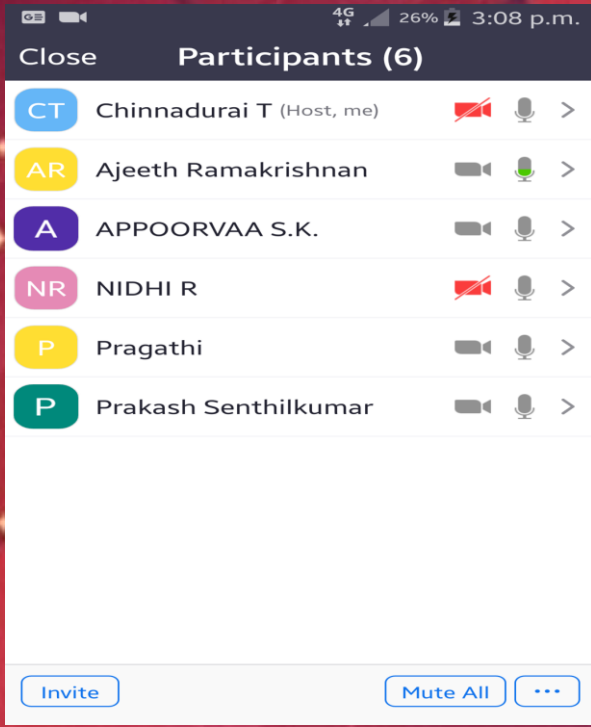 GE 4G 26% 3:08 p.m.
Close Participants (6)
CT Chinnadurai T (Host, me)
AR Ajeeth Ramakrishnan
A APPOORVAA S.K.
NR NIDHI R
P Pragathi
P Prakash Senthilkumar
Invite Mute All ...